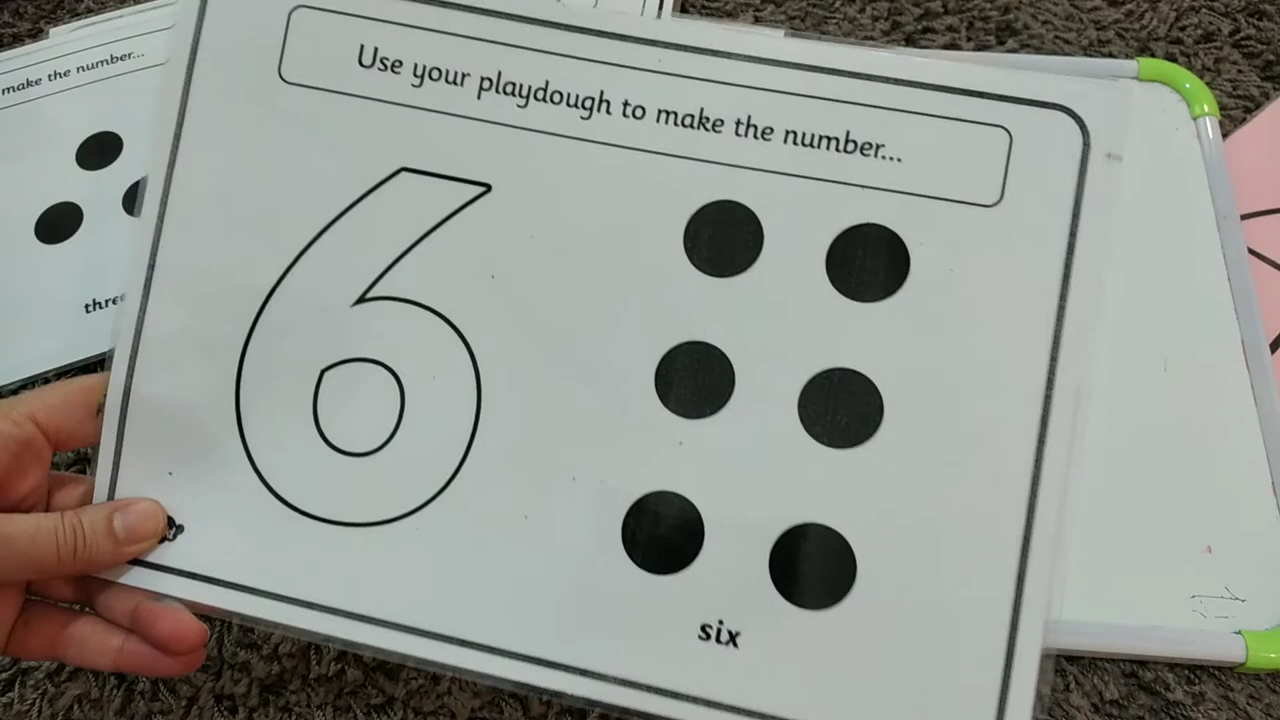 Use your playdough to make the number...
6
six
make the number...
three